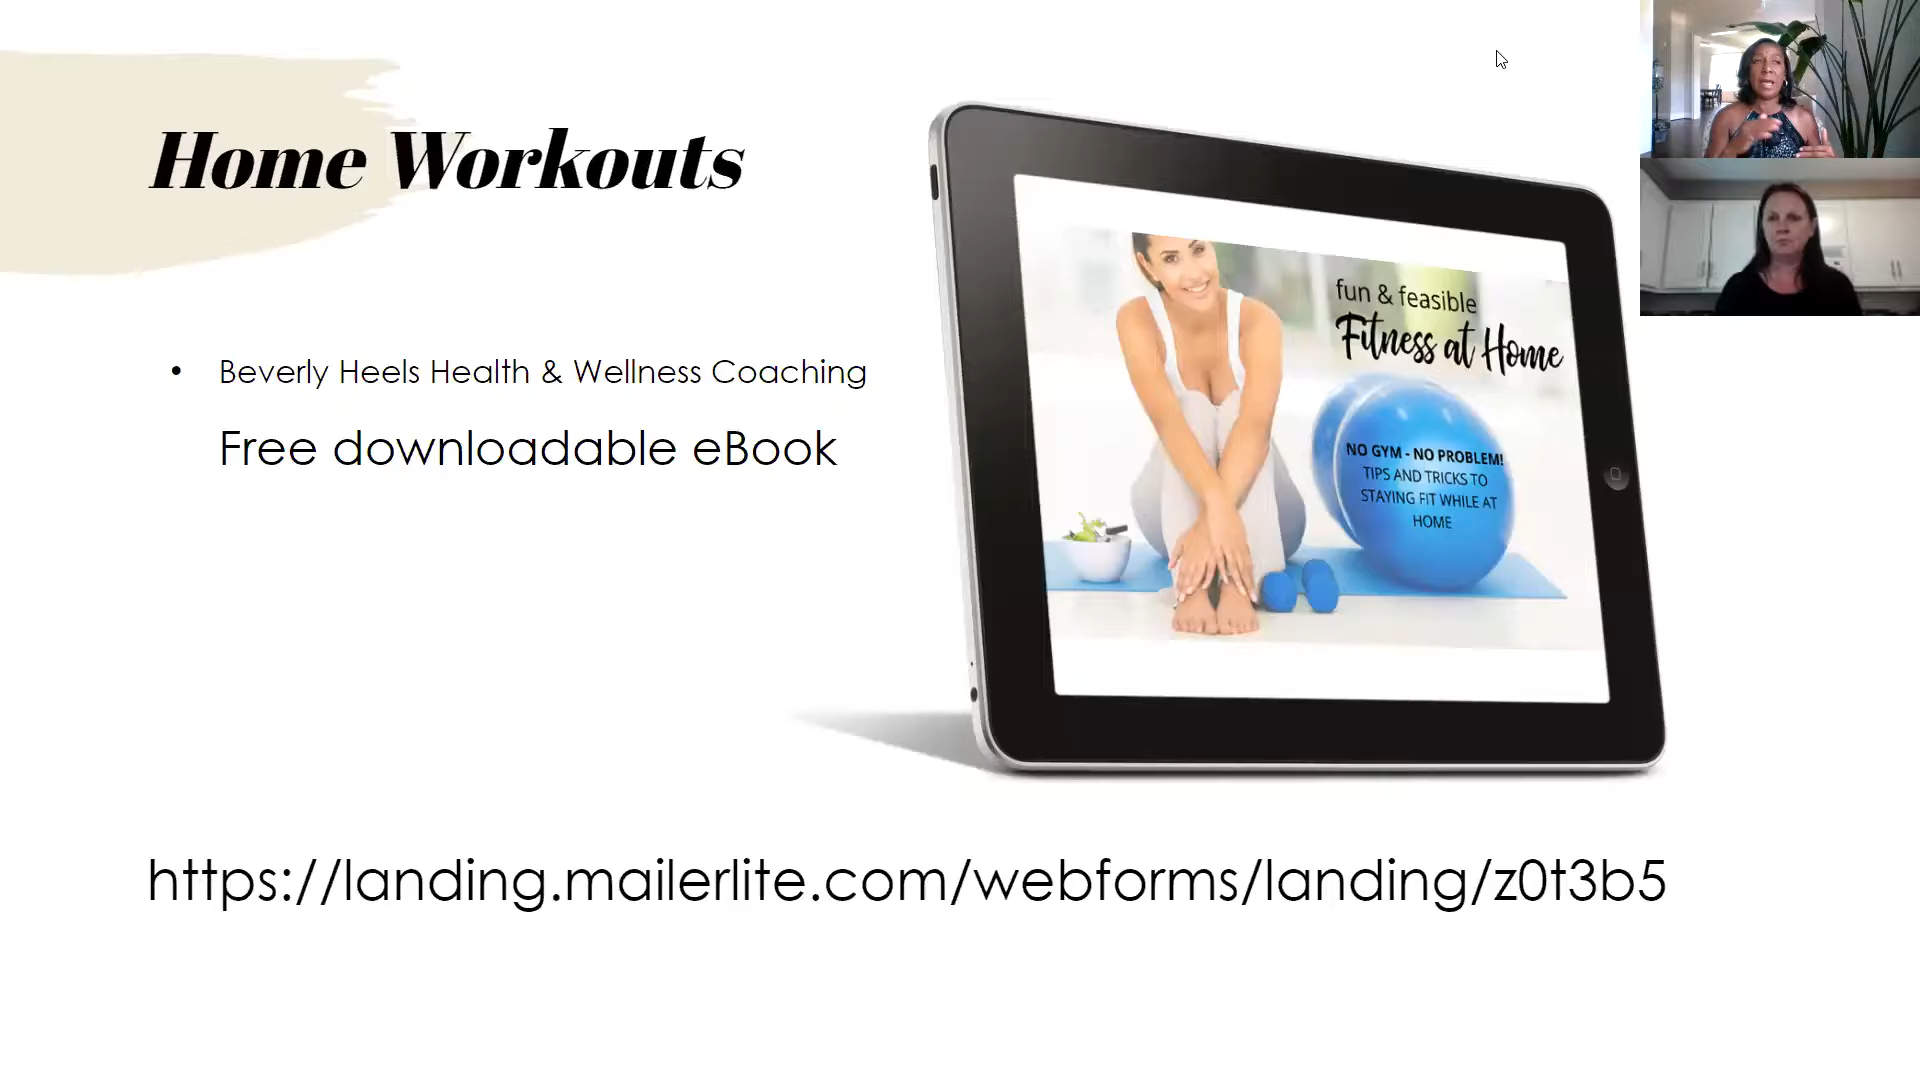 Home Workouts
• Beverly Heels Health & Wellness Coaching
Free downloadable eBook
fun & feasible
Fitness at Home
NO GYM - NO PROBLEM!
TIPS AND TRICKS TO
STAYING FIT WHILE AT
HOME
https://landing.mailerlite.com/webforms/landing/z0t3b5